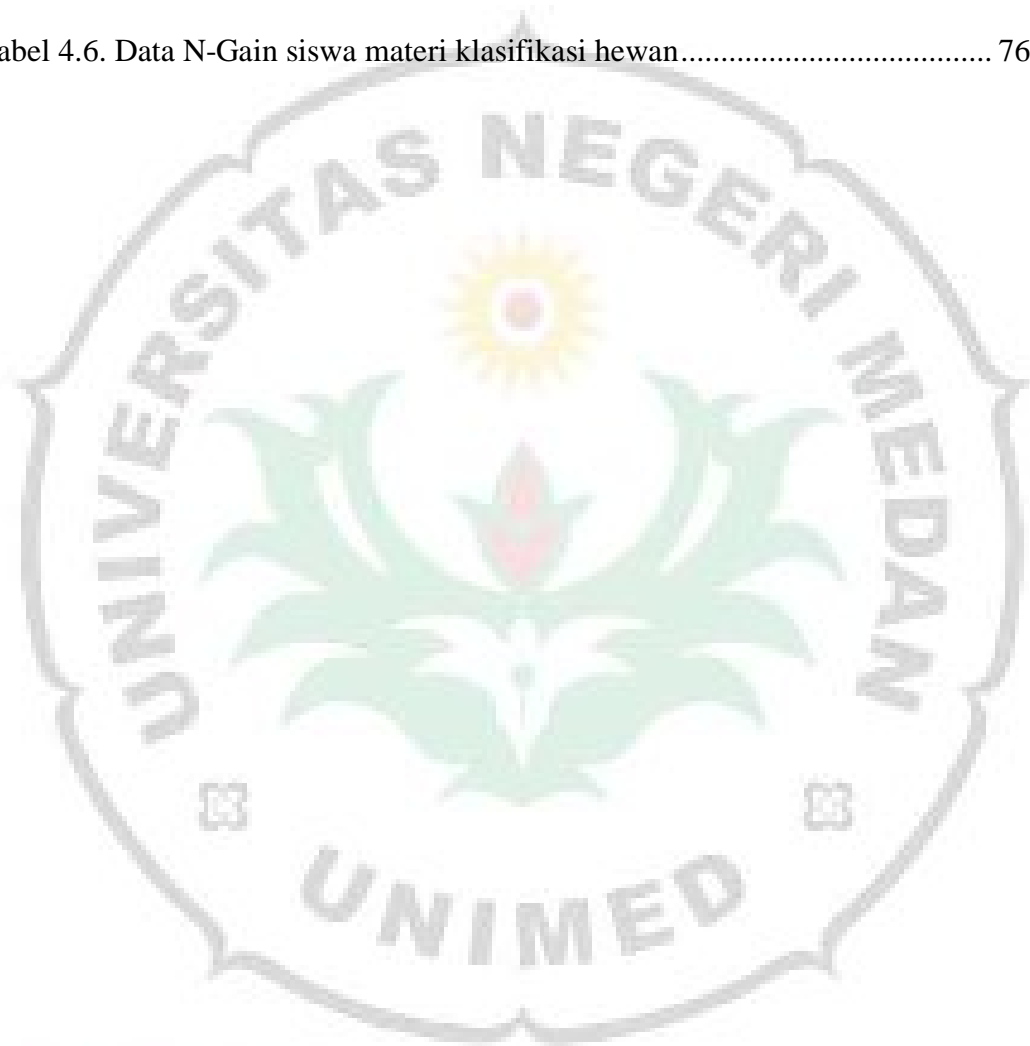 abel 4.6. Data N-Gain siswa materi klasifikasi hewan....................................... 76
UNIVERSITAS NEGERI MEDAN
UNIMED